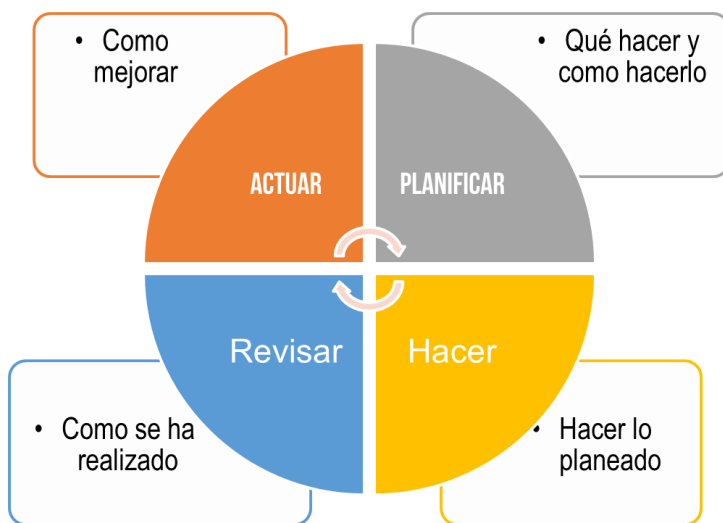 • Como
mejorar
• Qué hacer y
como hacerlo
ACTUAR
PLANIFICAR
Revisar
Hacer
• Como se ha
realizado
• Hacer lo
planeado